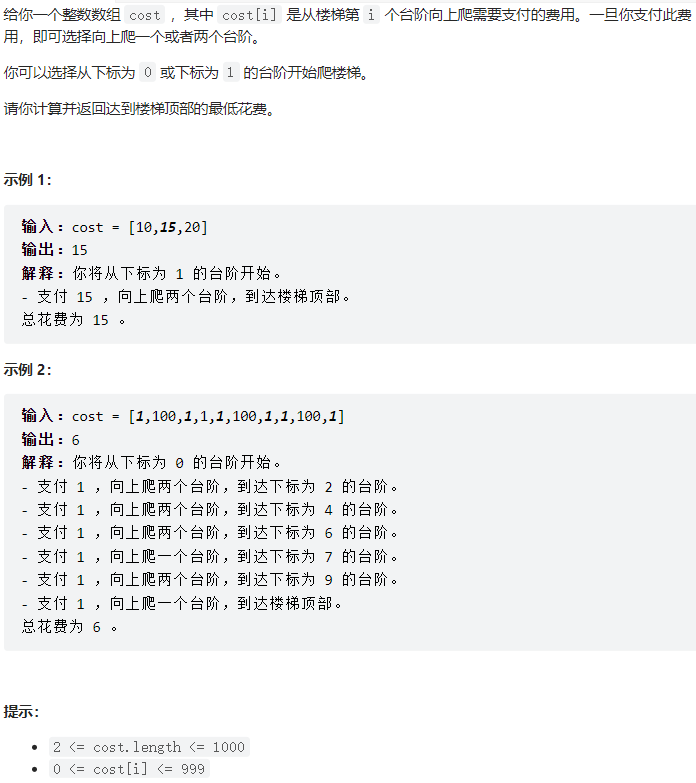 给你一个整数数组 cost ,其中 cost[i] 是从楼梯第 i 个台阶向上爬需要支付的费用。一旦你支付此费
用,即可选择向上爬一个或者两个台阶。
你可以选择从下标为 0 或下标为 1 的台阶开始爬楼梯。
请你计算并返回达到楼梯顶部的最低花费。
示例 1:
输入:cost = [10,15,20]
输出:15
解释:你将从下标为 1 的台阶开始。
- 支付 15 ,向上爬两个台阶,到达楼梯顶部。
总花费为 15 。
示例 2:
输入:cost = [1,100,1,1,1,100,1,1,100,1]
输出:6
解释:你将从下标为 0 的台阶开始。
- 支付 1 ,向上爬两个台阶,到达下标为 2 的台阶。
- 支付 1 ,向上爬两个台阶,到达下标为 4 的台阶。
- 支付 1 ,向上爬两个台阶,到达下标为 6 的台阶。
- 支付 1 ,向上爬一个台阶,到达下标为 7 的台阶。
- 支付 1 ,向上爬两个台阶,到达下标为 9 的台阶。
- 支付 1 ,向上爬一个台阶,到达楼梯顶部。
总花费为 6 。
提示:
• 2 <= cost.length <= 1000
• 0 <= cost[i] <= 999